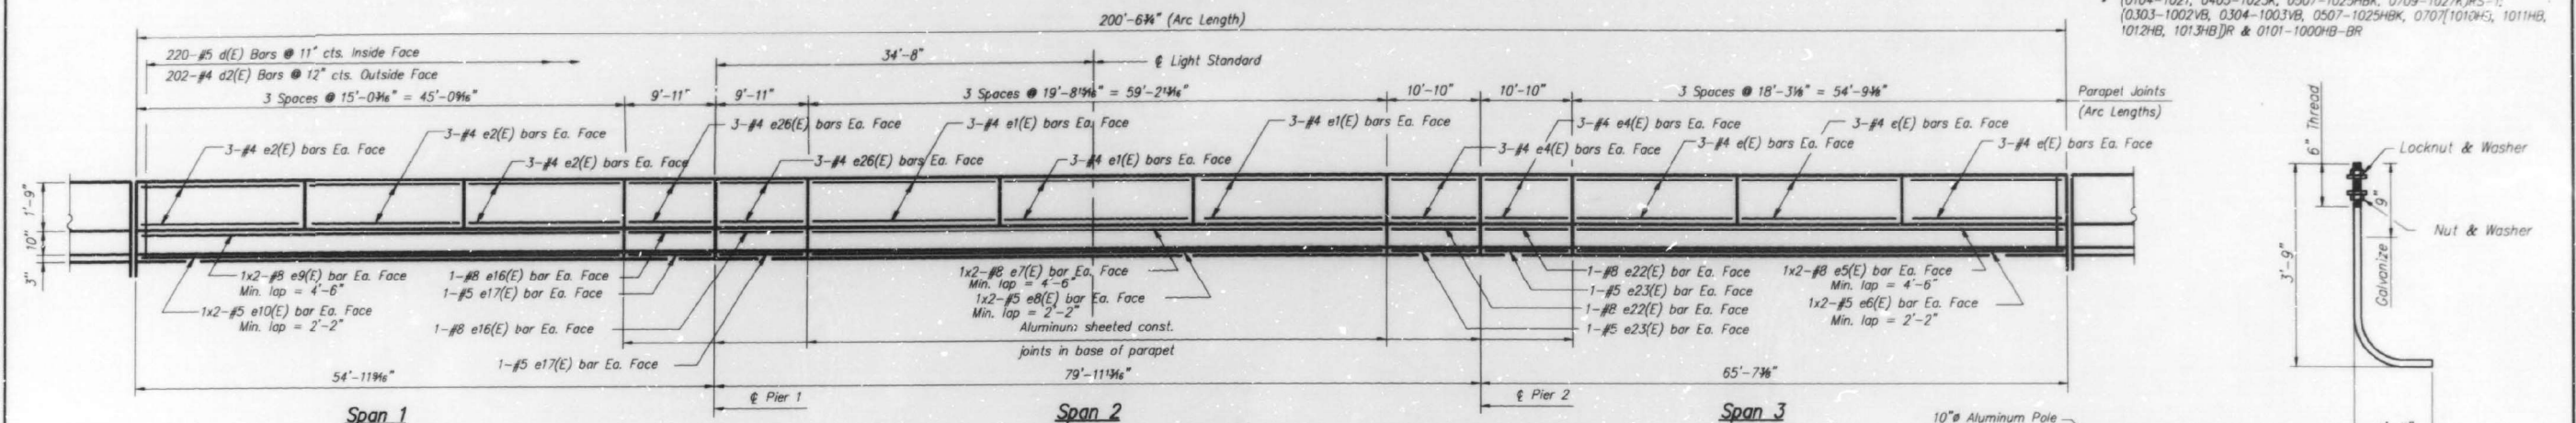 200'-6¾" (Arc Length)
(0303-1002VB, 0304-1003VB, 0507-1025HBK, 0707[1010HS, 1011HB,
1012HB, 1013HB])R & 0101-1000HB-BR
220-#5 d(E) Bars @ 11" cts. Inside Face
202-#4 d2(E) Bars @ 12" cts. Outside Face
34'-8"
℄ Light Standard
3 Spaces @ 15'-0³⁄₁₆" = 45'-0⁹⁄₁₆"
9'-11"
9'-11"
3 Spaces @ 19'-8¹⁵⁄₁₆" = 59'-2¹³⁄₁₆"
10'-10"
10'-10"
3 Spaces @ 18'-3⅛" = 54'-9⅜"
Parapet Joints
(Arc Lengths)
3-#4 e2(E) bars Ea. Face
3-#4 e2(E) bars Ea. Face
3-#4 e2(E) bars Ea. Face
3-#4 e26(E) bars Ea. Face
3-#4 e26(E) bars Ea. Face
3-#4 e1(E) bars Ea. Face
3-#4 e1(E) bars Ea. Face
3-#4 e1(E) bars Ea. Face
3-#4 e4(E) bars Ea. Face
3-#4 e4(E) bars Ea. Face
3-#4 e(E) bars Ea. Face
3-#4 e(E) bars Ea. Face
3-#4 e(E) bars Ea. Face
1'-9"
10"
3"
1x2-#8 e9(E) bar Ea. Face
Min. lap = 4'-6"
1x2-#5 e10(E) bar Ea. Face
Min. lap = 2'-2"
1-#8 e16(E) bar Ea. Face
1-#5 e17(E) bar Ea. Face
1-#8 e16(E) bar Ea. Face
1-#5 e17(E) bar Ea. Face
1x2-#8 e7(E) bar Ea. Face
Min. lap = 4'-6"
1x2-#5 e8(E) bar Ea. Face
Min. lap = 2'-2"
Aluminum sheeted const.
joints in base of parapet
1-#8 e22(E) bar Ea. Face
1-#5 e23(E) bar Ea. Face
1-#8 e22(E) bar Ea. Face
1-#5 e23(E) bar Ea. Face
1x2-#8 e5(E) bar Ea. Face
Min. lap = 4'-6"
1x2-#5 e6(E) bar Ea. Face
Min. lap = 2'-2"
54'-11⁹⁄₁₆"
79'-11¹³⁄₁₆"
65'-7⅜"
℄ Pier 1
℄ Pier 2
Span 1
Span 2
Span 3
6" Thread
Locknut & Washer
9"
Nut & Washer
Galvanize
3'-9"
10"ø Aluminum Pole